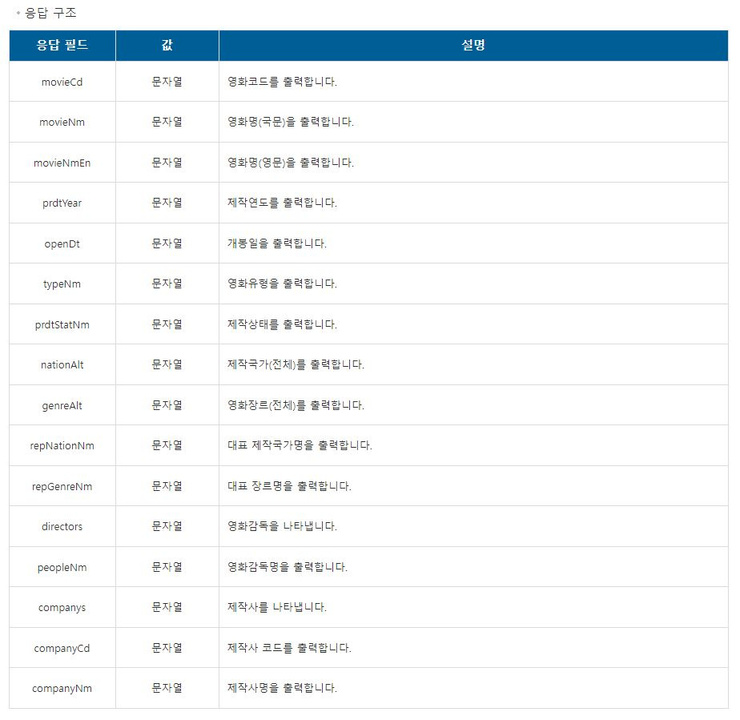 응답 구조
응답 필드 값 설명
movieCd 문자열 영화코드를 출력합니다.
movieNm 문자열 영화명(국문)을 출력합니다.
movieNmEn 문자열 영화명(영문)을 출력합니다.
prdtYear 문자열 제작연도를 출력합니다.
openDt 문자열 개봉일을 출력합니다.
typeNm 문자열 영화유형을 출력합니다.
prdtStatNm 문자열 제작상태를 출력합니다.
nationAlt 문자열 제작국가(전체)를 출력합니다.
genreAlt 문자열 영화장르(전체)를 출력합니다.
repNationNm 문자열 대표 제작국가명을 출력합니다.
repGenreNm 문자열 대표 장르명을 출력합니다.
directors 문자열 영화감독을 나타냅니다.
peopleNm 문자열 영화감독명을 출력합니다.
companys 문자열 제작사를 나타냅니다.
companyCd 문자열 제작사 코드를 출력합니다.
companyNm 문자열 제작사명을 출력합니다.